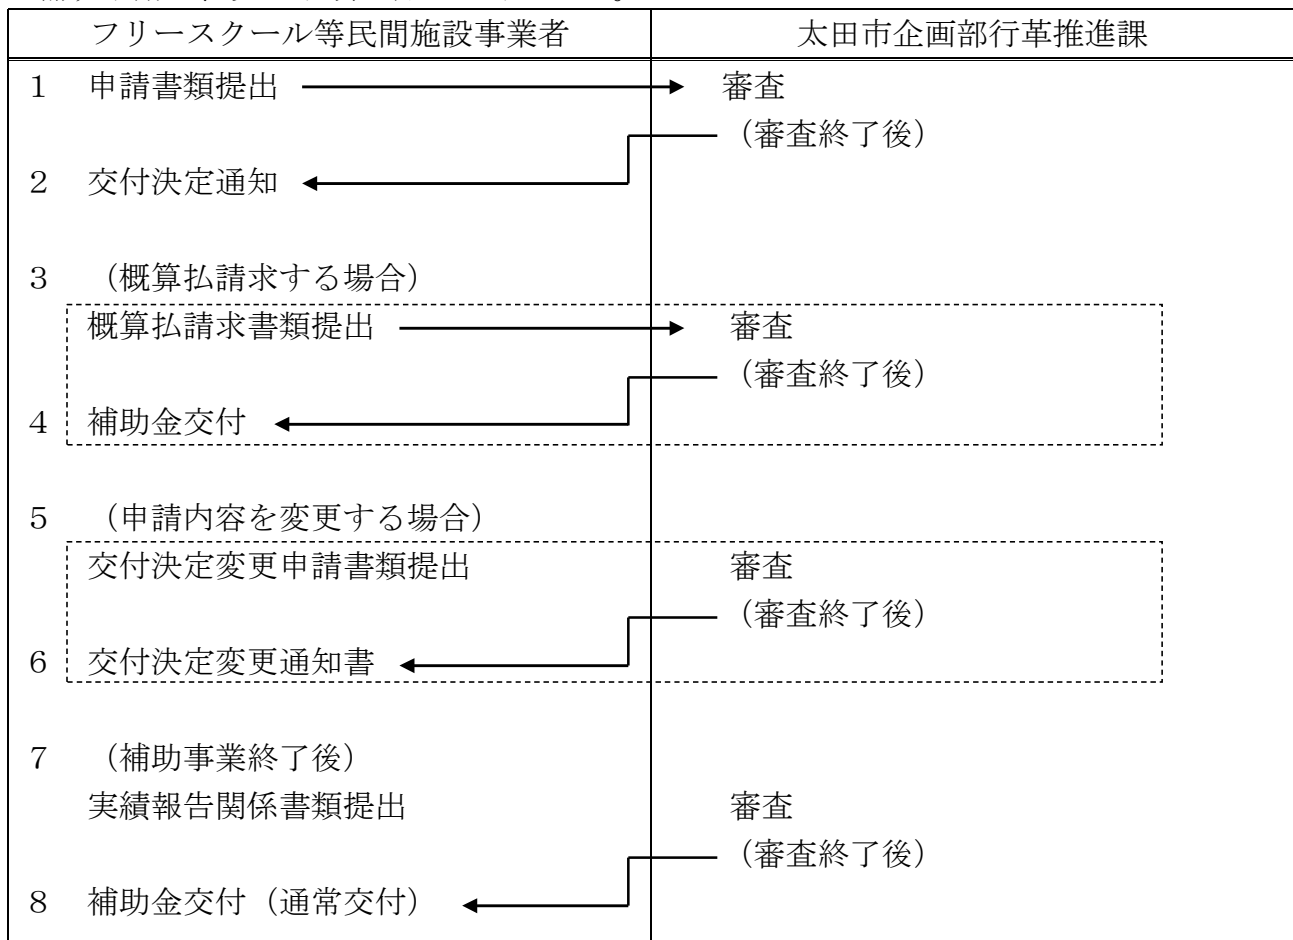 フリースクール等民間施設事業者 太田市企画部行革推進課
1 申請書類提出 審査
(審査終了後)
2 交付決定通知
3 (概算払請求する場合)
概算払請求書類提出 審査
(審査終了後)
4 補助金交付
5 (申請内容を変更する場合)
交付決定変更申請書類提出 審査
(審査終了後)
6 交付決定変更通知書
7 (補助事業終了後)
実績報告関係書類提出 審査
(審査終了後)
8 補助金交付(通常交付)